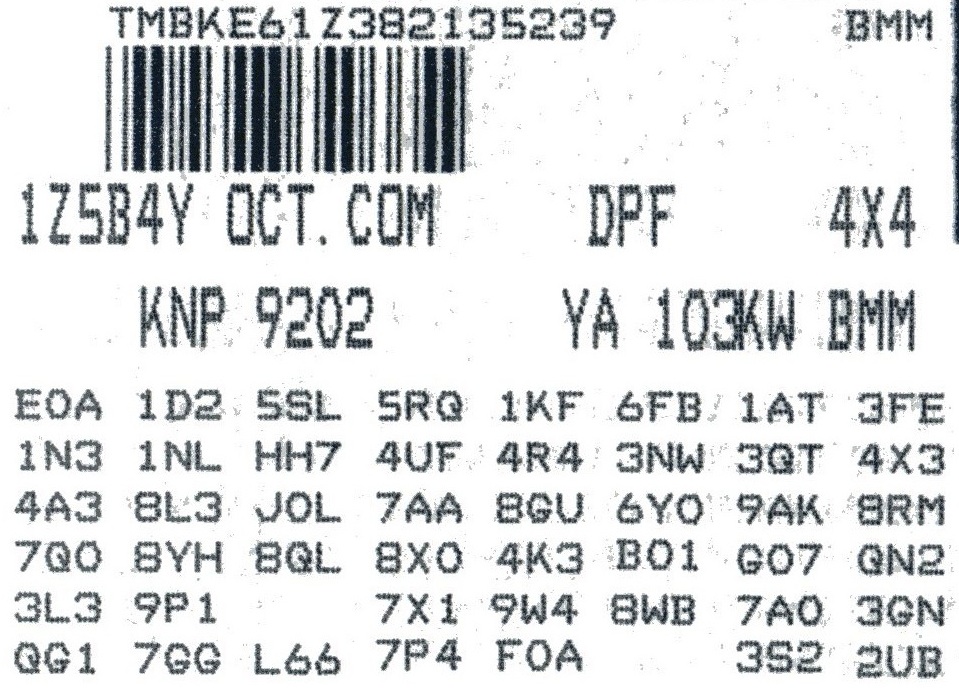 TMBKE61Z382135239 BMM
1Z5B4Y OCT.COM DPF 4X4
KNP 9202 YA 103KW BMM
E0A 1D2 5SL 5RQ 1KF 6FB 1AT 3FE
1N3 1NL HH7 4UF 4R4 3NW 3QT 4X3
4A3 8L3 J0L 7AA 8GU 6Y0 9AK 8RM
7Q0 8YH 8QL 8X0 4K3 B01 G07 QN2
3L3 9P1 7X1 9W4 8WB 7A0 3GN
QG1 7GG L66 7P4 F0A 3S2 2UB